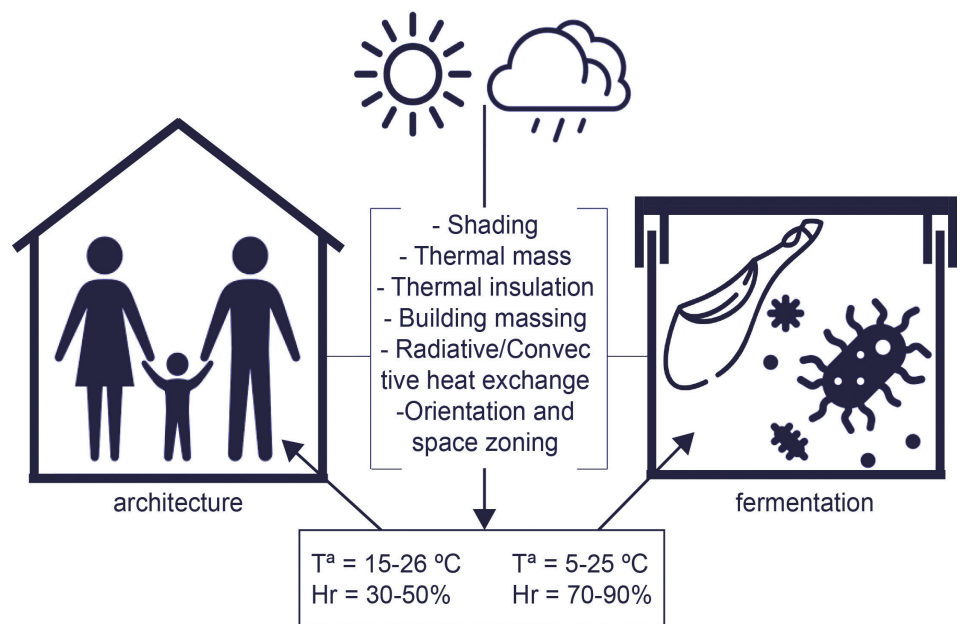 - Shading
- Thermal mass
- Thermal insulation
- Building massing
- Radiative/Convec
tive heat exchange
-Orientation and
space zoning
architecture
fermentation
Tª = 15-26 ºC
Hr = 30-50%
Tª = 5-25 ºC
Hr = 70-90%